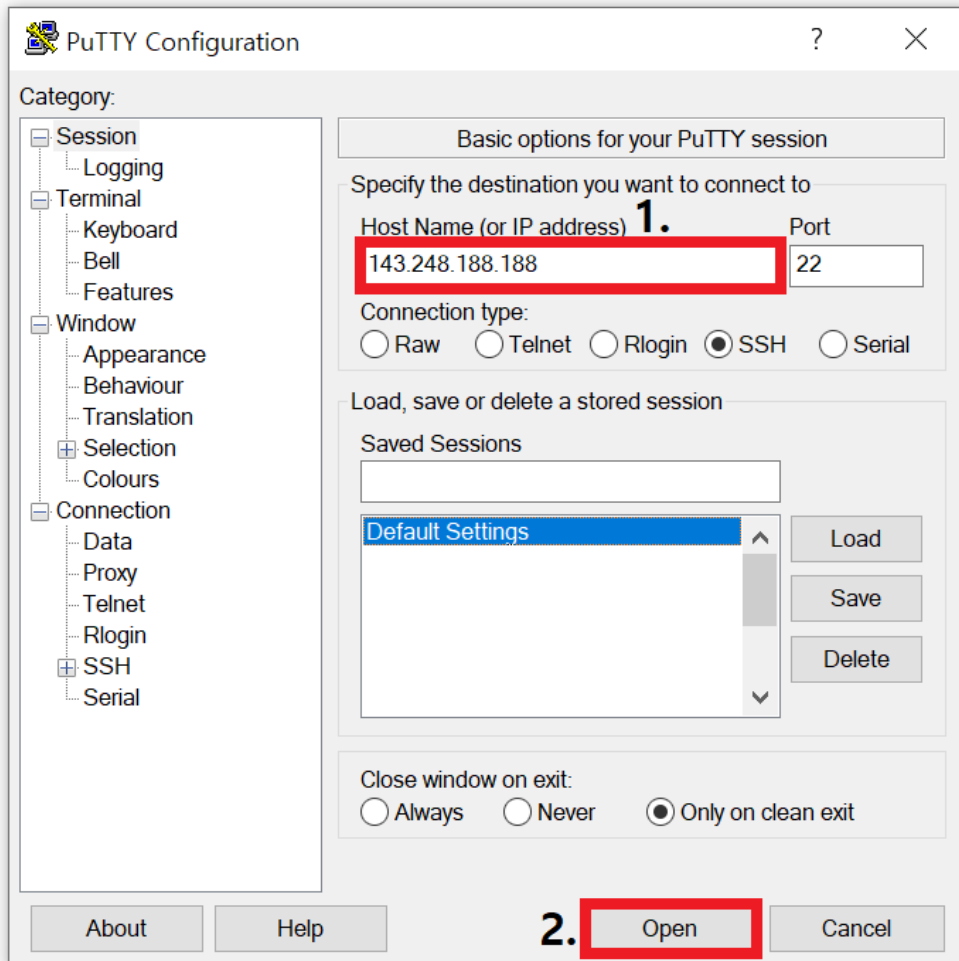 PuTTY Configuration
?
Category:
Session
Logging
Terminal
Keyboard
Bell
Features
Window
Appearance
Behaviour
Translation
Selection
Colours
Connection
Data
Proxy
Telnet
Rlogin
SSH
Serial
Basic options for your PuTTY session
Specify the destination you want to connect to
Host Name (or IP address) 1. Port
143.248.188.188 22
Connection type:
Raw Telnet Rlogin SSH Serial
Load, save or delete a stored session
Saved Sessions
Default Settings
Load
Save
Delete
Close window on exit:
Always Never Only on clean exit
About Help 2. Open Cancel